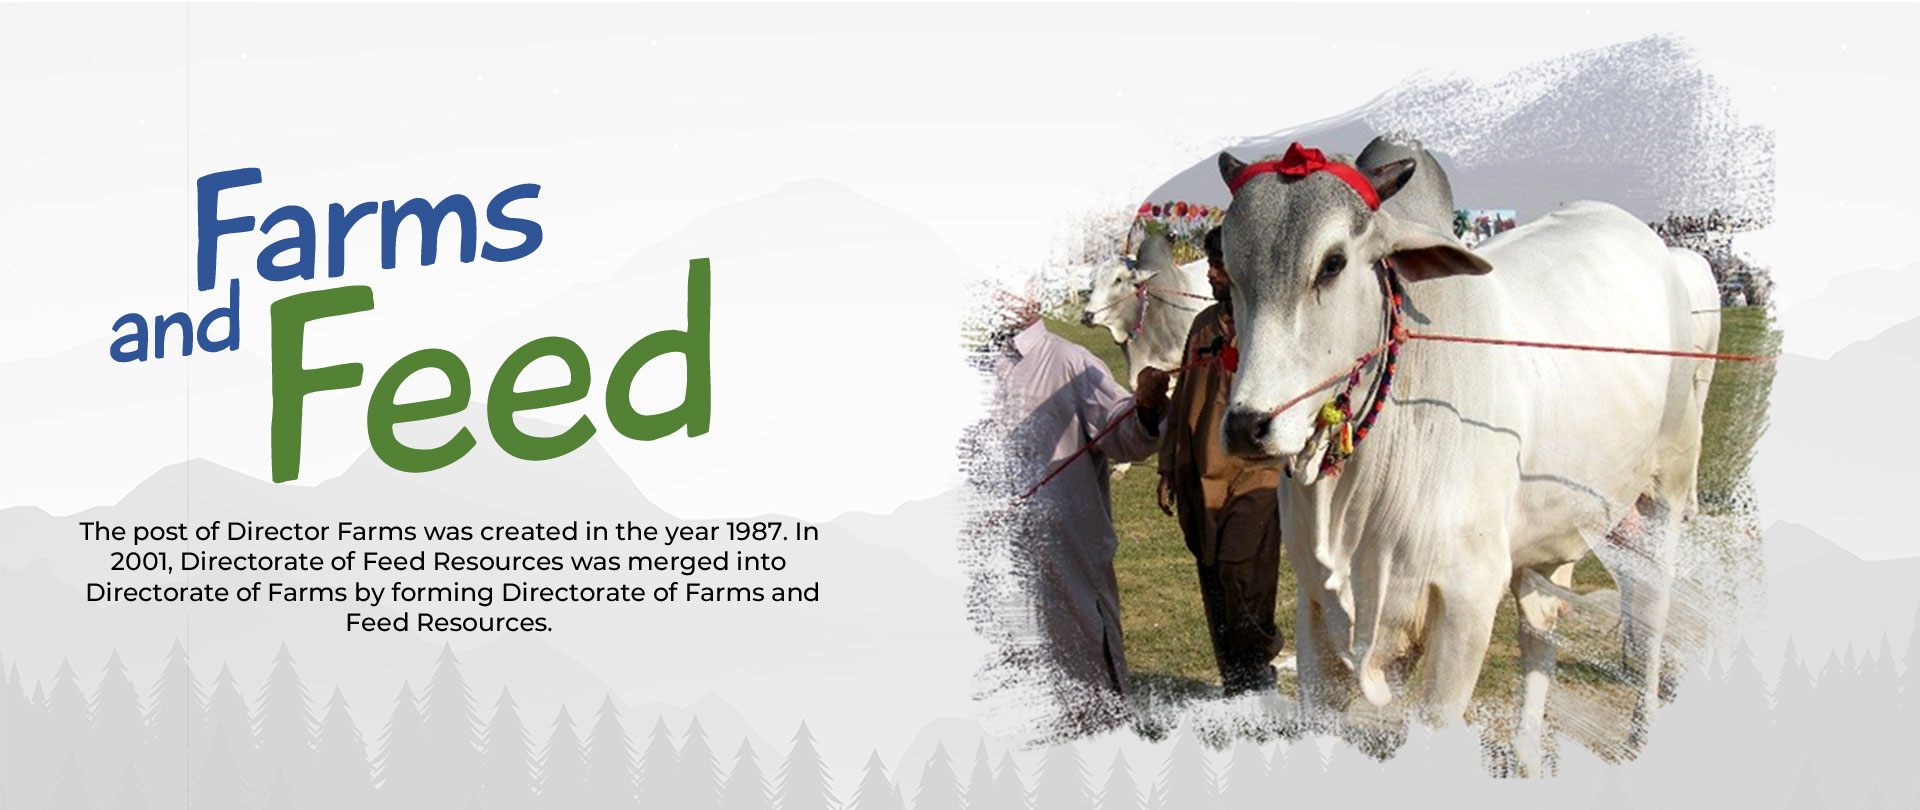 Farms
and
Feed
The post of Director Farms was created in the year 1987. In
2001, Directorate of Feed Resources was merged into
Directorate of Farms by forming Directorate of Farms and
Feed Resources.